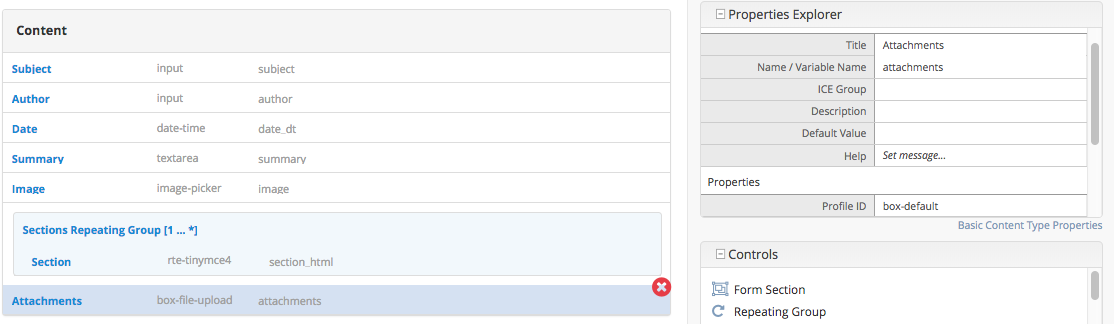 Content
Subject input subject
Author input author
Date date-time date_dt
Summary textarea summary
Image image-picker image
Sections Repeating Group [1 ... *]
Section rte-tinymce4 section_html
Attachments box-file-upload attachments
Properties Explorer
Title Attachments
Name / Variable Name attachments
ICE Group
Description
Default Value
Help Set message...
Properties
Profile ID box-default
Basic Content Type Properties
Controls
Form Section
Repeating Group